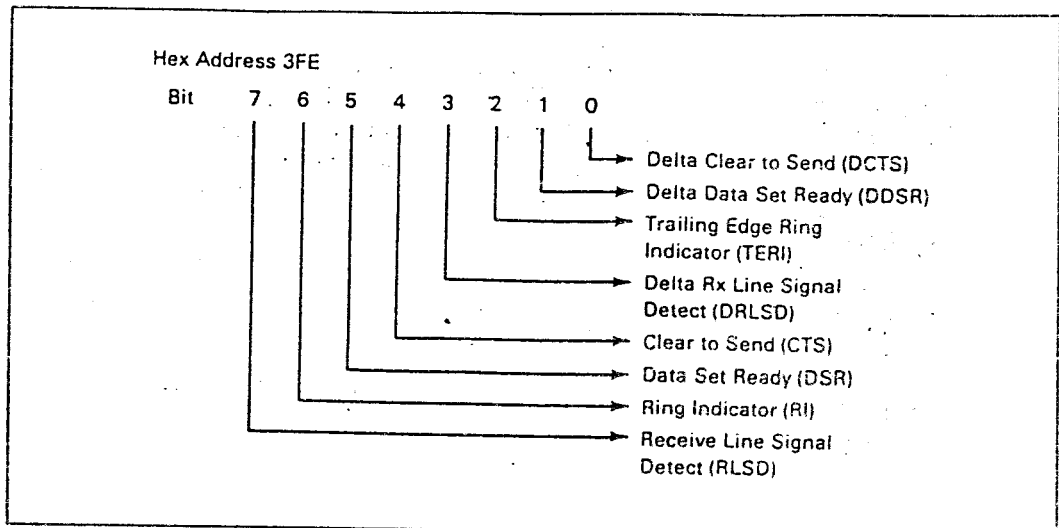 Hex Address 3FE
Bit 7 6 5 4 3 2 1 0
Delta Clear to Send (DCTS)
Delta Data Set Ready (DDSR)
Trailing Edge Ring
Indicator (TERI)
Delta Rx Line Signal
Detect (DRLSD)
Clear to Send (CTS)
Data Set Ready (DSR)
Ring Indicator (RI)
Receive Line Signal
Detect (RLSD)